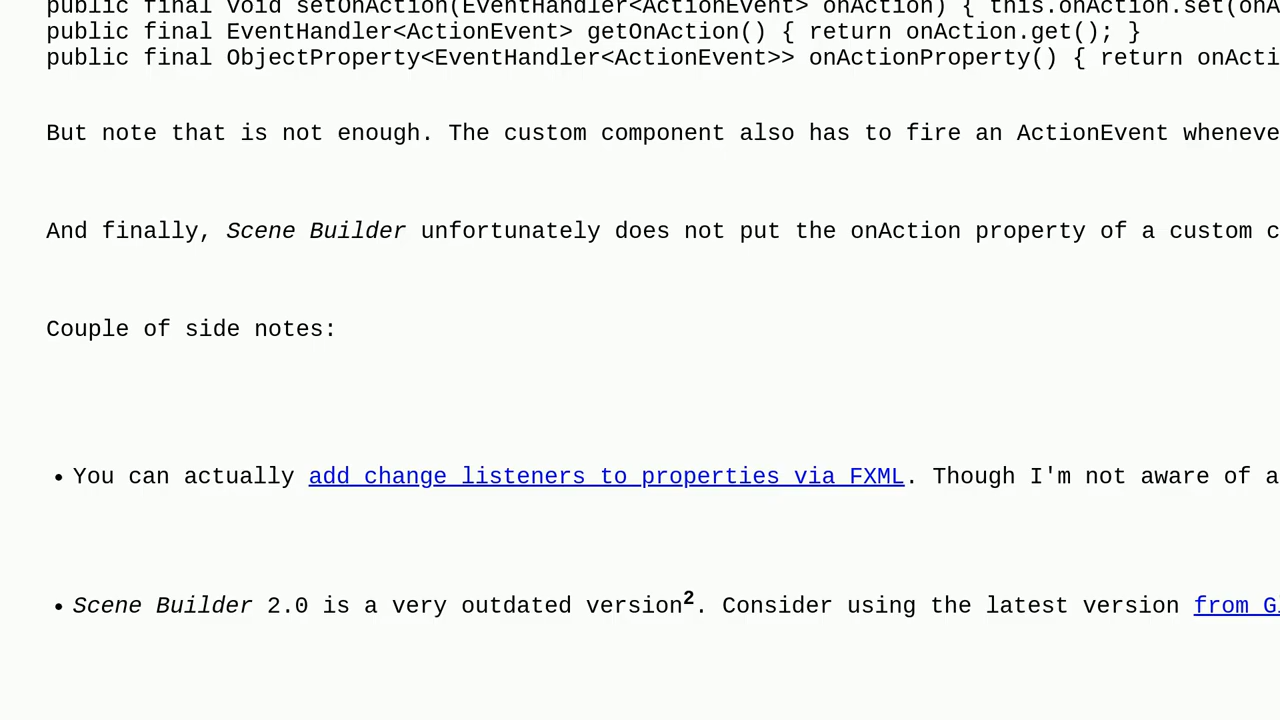 public final void setOnAction(EventHandler<ActionEvent> onAction) { this.onAction.set(onA
public final EventHandler<ActionEvent> getOnAction() { return onAction.get(); }
public final ObjectProperty<EventHandler<ActionEvent>> onActionProperty() { return onActi
But note that is not enough. The custom component also has to fire an ActionEvent wheneve
And finally, Scene Builder unfortunately does not put the onAction property of a custom c
Couple of side notes:
• You can actually add change listeners to properties via FXML. Though I'm not aware of a
• Scene Builder 2.0 is a very outdated version2. Consider using the latest version from Gl